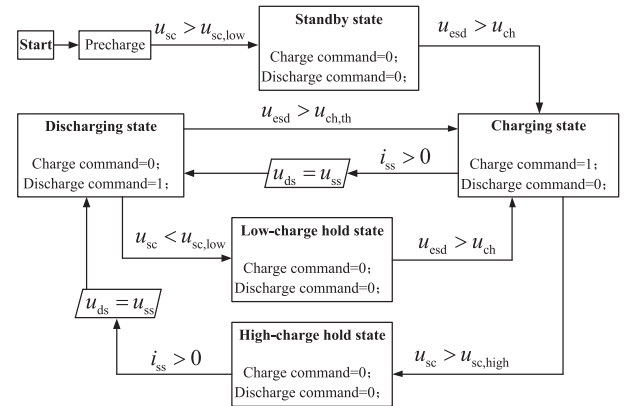 Start
Precharge
u_sc > u_sc,low
Standby state
Charge command=0;
Discharge command=0;
u_esd > u_ch
Discharging state
Charge command=0;
Discharge command=1;
u_esd > u_ch,th
Charging state
Charge command=1;
Discharge command=0;
i_ss > 0
u_ds = u_ss
u_sc < u_sc,low
Low-charge hold state
Charge command=0;
Discharge command=0;
u_esd > u_ch
u_ds = u_ss
High-charge hold state
Charge command=0;
Discharge command=0;
i_ss > 0
u_sc > u_sc,high